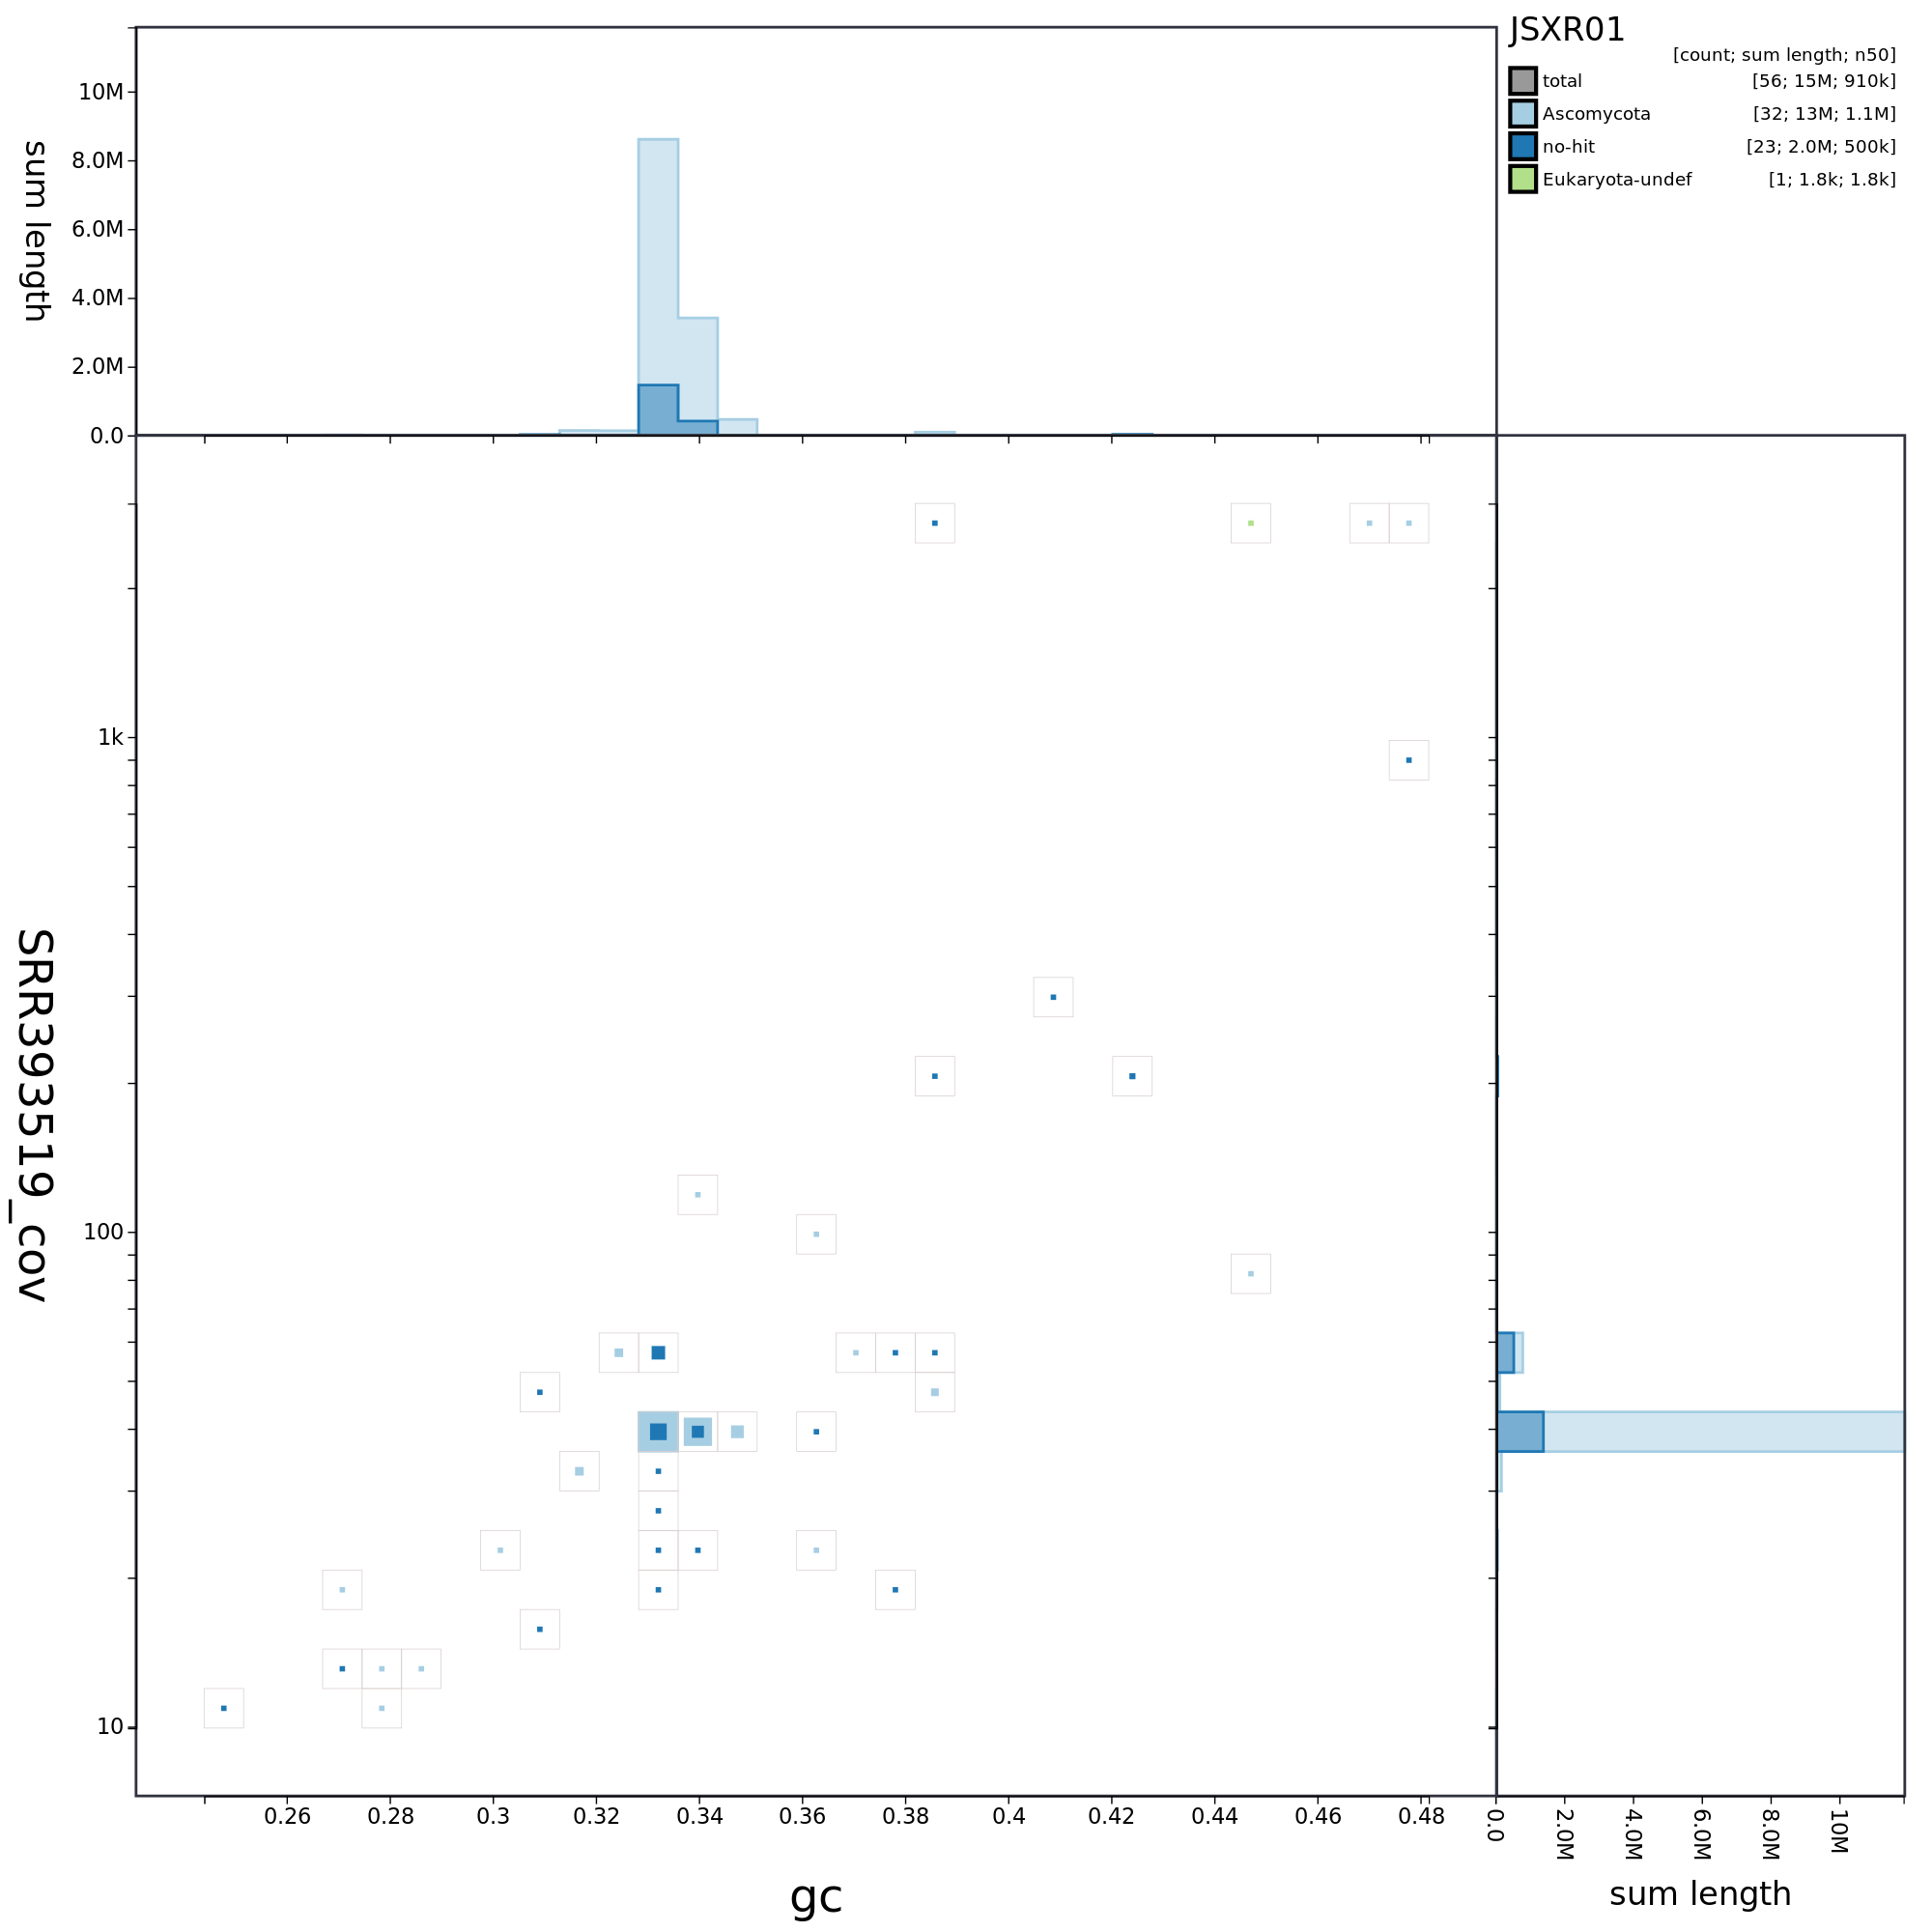 JSXR01
[count; sum length; n50]
total [56; 15M; 910k]
Ascomycota [32; 13M; 1.1M]
no-hit [23; 2.0M; 500k]
Eukaryota-undef [1; 1.8k; 1.8k]
sum length
10M
8.0M
6.0M
4.0M
2.0M
0.0
SRR393519_cov
1k
100
10
0.26 0.28 0.3 0.32 0.34 0.36 0.38 0.4 0.42 0.44 0.46 0.48
gc
0.0 2.0M 4.0M 6.0M 8.0M 10M
sum length